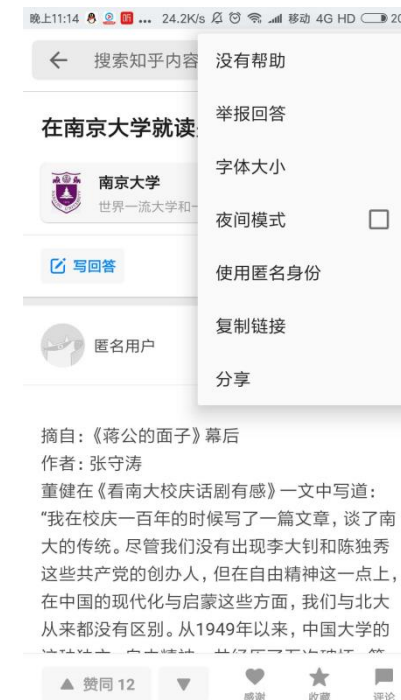 晚上11:14 ... 24.2K/s 移动 4G HD 20
搜索知乎内容
没有帮助
举报回答
字体大小
夜间模式
使用匿名身份
复制链接
分享
在南京大学就读
南京大学
世界一流大学和一
写回答
匿名用户
摘自:《蒋公的面子》幕后
作者:张守涛
董健在《看南大校庆话剧有感》一文中写道:
“我在校庆一百年的时候写了一篇文章,谈了南
大的传统。尽管我们没有出现李大钊和陈独秀
这些共产党的创办人,但在自由精神这一点上,
在中国的现代化与启蒙这些方面,我们与北大
从来都没有区别。从1949年以来,中国大学的
赞同 12
感谢
收藏
评论